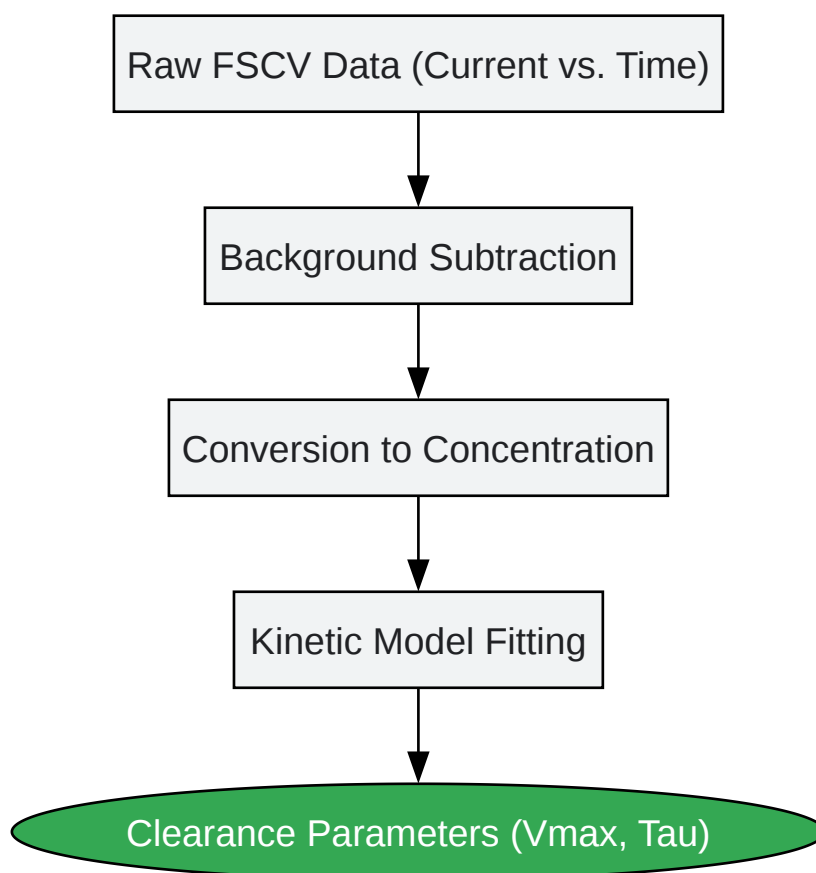 Raw FSCV Data (Current vs. Time)
Background Subtraction
Conversion to Concentration
Kinetic Model Fitting
Clearance Parameters (Vmax, Tau)